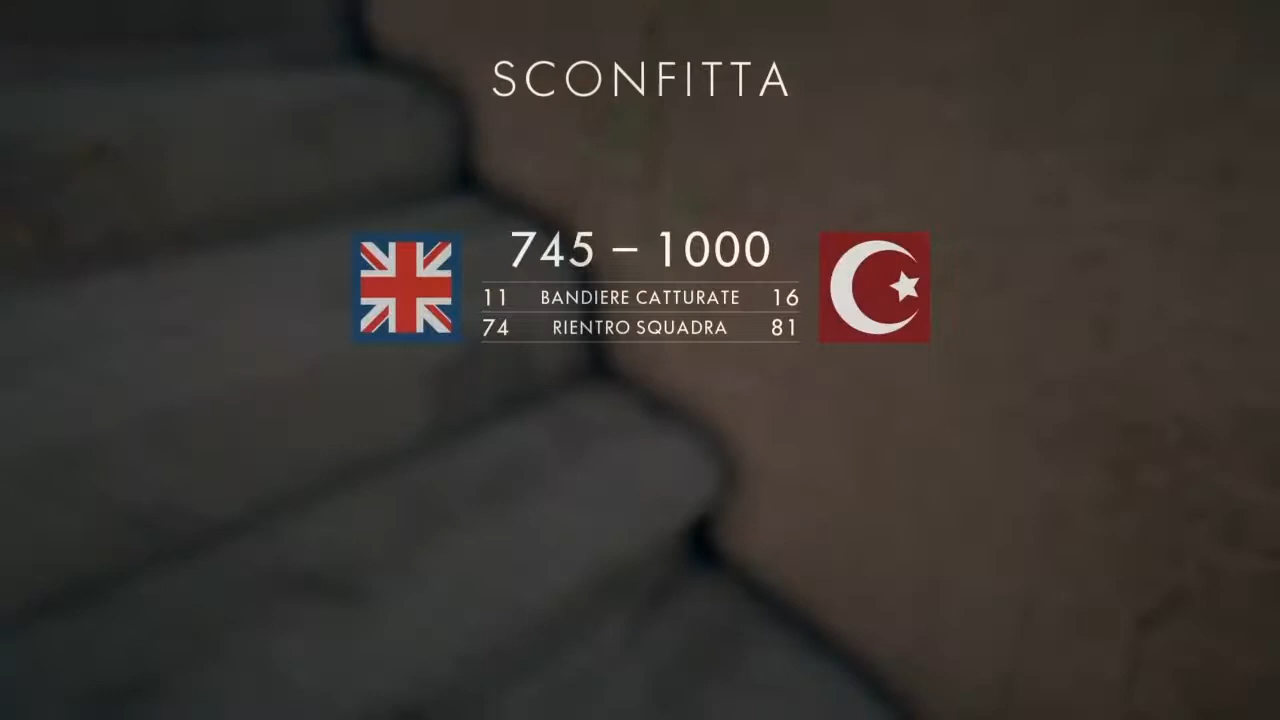 SCONFITTA
745 – 1000
11 BANDIERE CATTURATE 16
74 RIENTRO SQUADRA 81